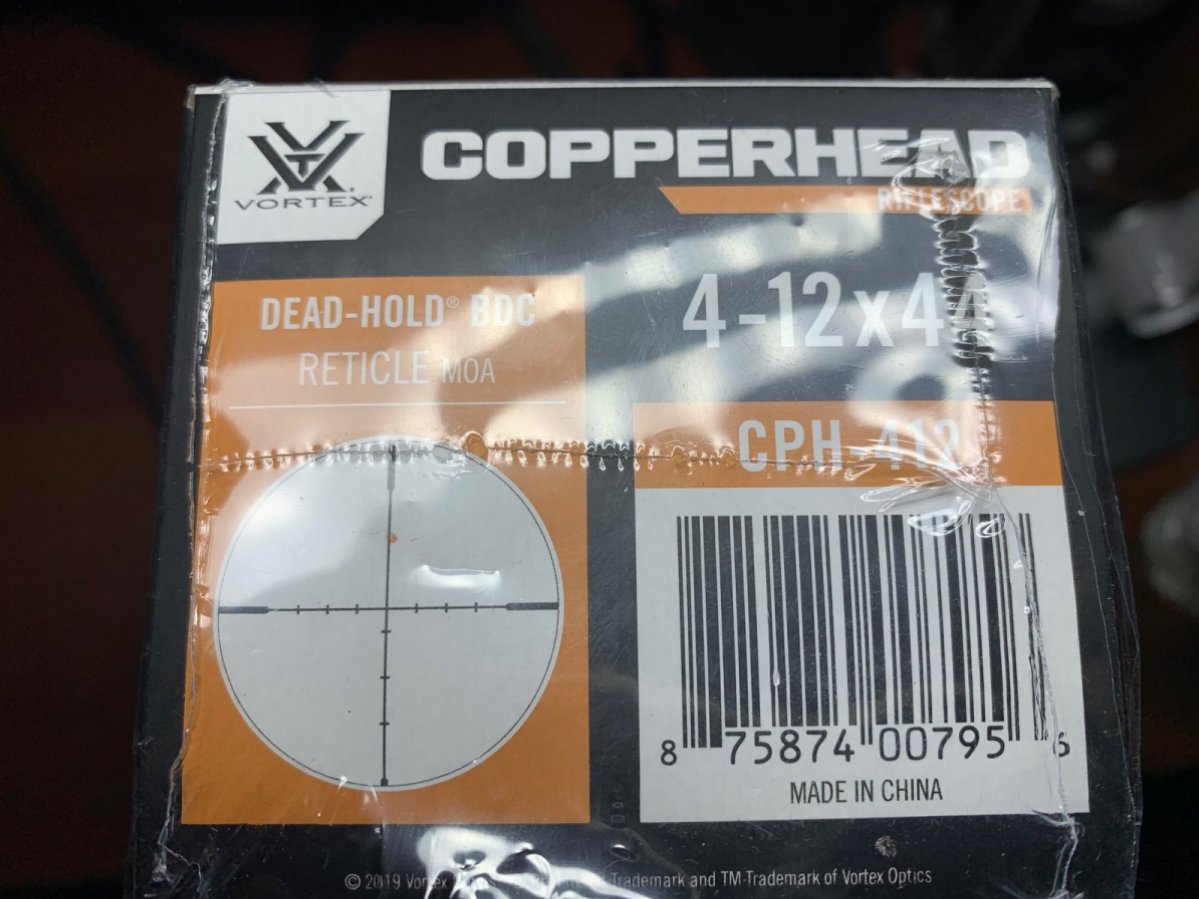 VORTEX
COPPERHEAD
RIFLESCOPE
DEAD-HOLD® BDC
RETICLE MOA
4-12x44
CPH-412
8 75874 00795 6
MADE IN CHINA
© 2019 Vortex Trademark and TM-Trademark of Vortex Optics